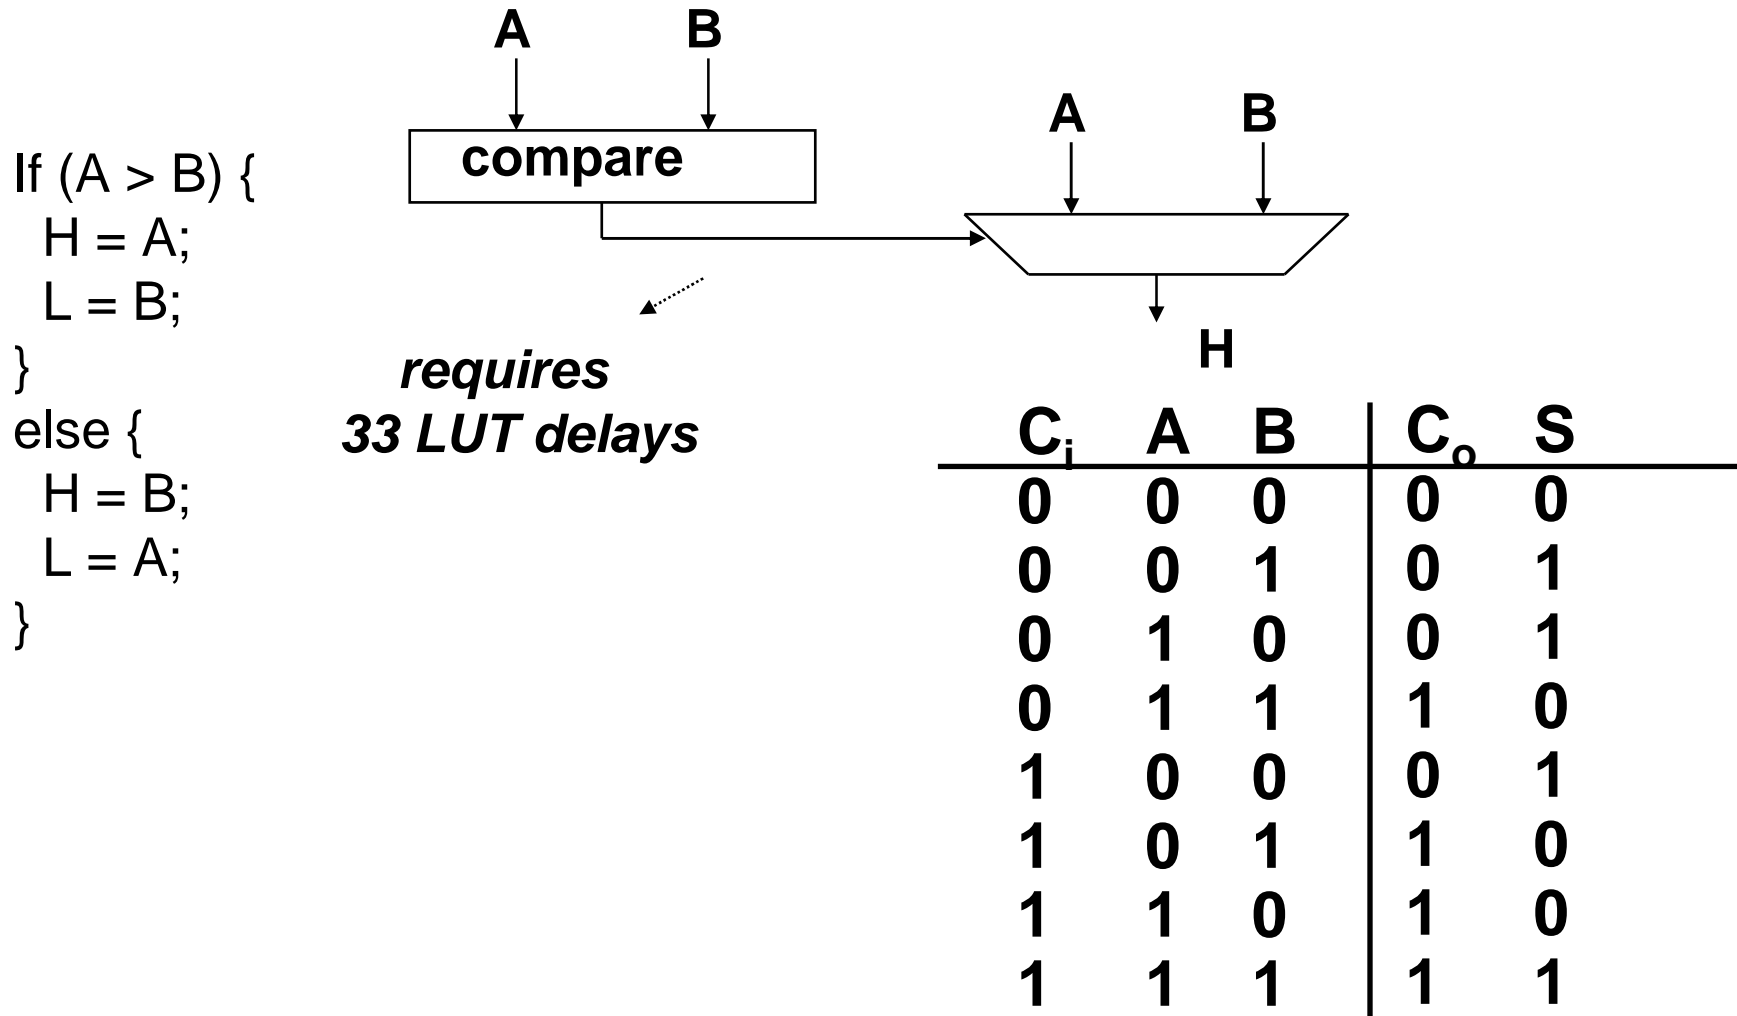 A B
compare
A B
H
If (A > B) {
H = A;
L = B;
}
else {
H = B;
L = A;
}
requires
33 LUT delays
Ci A B Co S
0 0 0 0 0
0 0 1 0 1
0 1 0 0 1
0 1 1 1 0
1 0 0 0 1
1 0 1 1 0
1 1 0 1 0
1 1 1 1 1